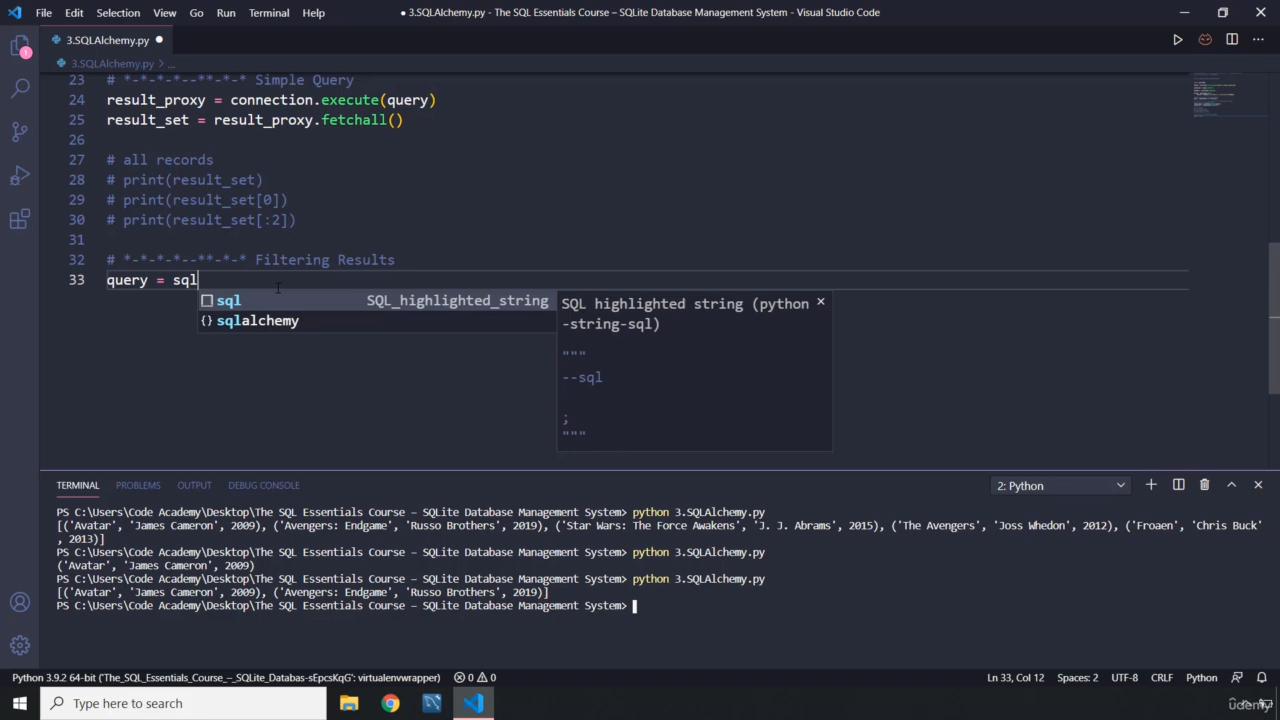 File Edit Selection View Go Run Terminal Help
● 3.SQLAlchemy.py - The SQL Essentials Course – SQLite Database Management System - Visual Studio Code
3.SQLAlchemy.py ●
3.SQLAlchemy.py > ...
23 # *-*-*-*--**-*-* Simple Query
24 result_proxy = connection.execute(query)
25 result_set = result_proxy.fetchall()
26
27 # all records
28 # print(result_set)
29 # print(result_set[0])
30 # print(result_set[:2])
31
32 # *-*-*-*--**-*-* Filtering Results
33 query = sql
sql SQL_highlighted_string
{} sqlalchemy
SQL highlighted string (python
-string-sql)
"""
--sql
;
"""
TERMINAL PROBLEMS OUTPUT DEBUG CONSOLE 2: Python
PS C:\Users\Code Academy\Desktop\The SQL Essentials Course – SQLite Database Management System> python 3.SQLAlchemy.py
[('Avatar', 'James Cameron', 2009), ('Avengers: Endgame', 'Russo Brothers', 2019), ('Star Wars: The Force Awakens', 'J. J. Abrams', 2015), ('The Avengers', 'Joss Whedon', 2012), ('Froaen', 'Chris Buck'
, 2013)]
PS C:\Users\Code Academy\Desktop\The SQL Essentials Course – SQLite Database Management System> python 3.SQLAlchemy.py
('Avatar', 'James Cameron', 2009)
PS C:\Users\Code Academy\Desktop\The SQL Essentials Course – SQLite Database Management System> python 3.SQLAlchemy.py
[('Avatar', 'James Cameron', 2009), ('Avengers: Endgame', 'Russo Brothers', 2019)]
PS C:\Users\Code Academy\Desktop\The SQL Essentials Course – SQLite Database Management System>
1
Python 3.9.2 64-bit ('The_SQL_Essentials_Course_–_SQLite_Databas-sEpcsKqG': virtualenvwrapper) 0 0 Ln 33, Col 12 Spaces: 2 UTF-8 CRLF Python
Type here to search
udemy